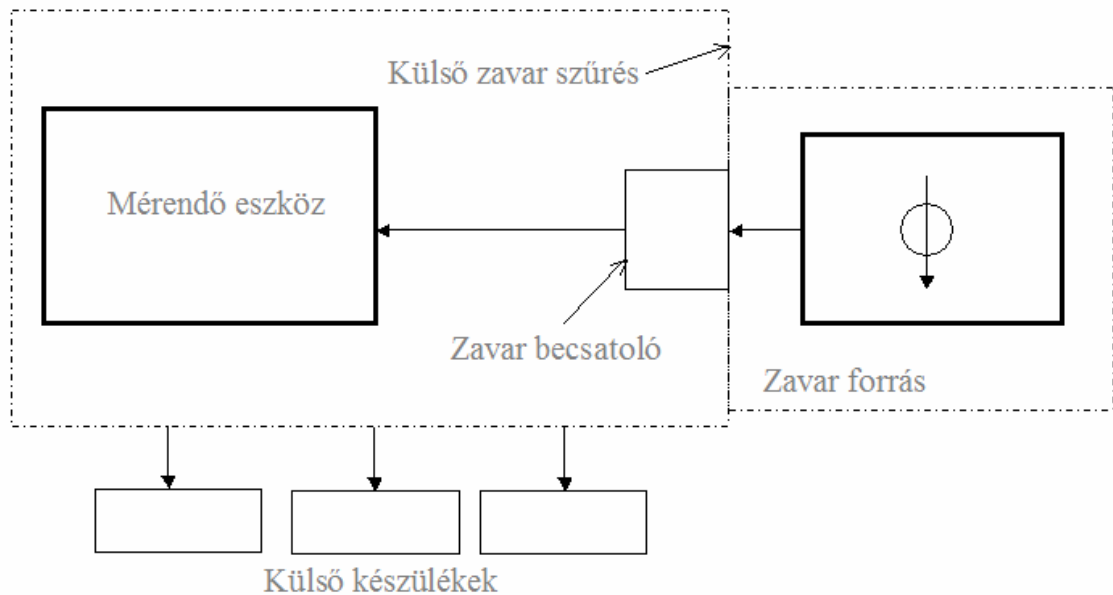 Külső zavar szűrés
Mérendő eszköz
Zavar becsatoló
Zavar forrás
Külső készülékek